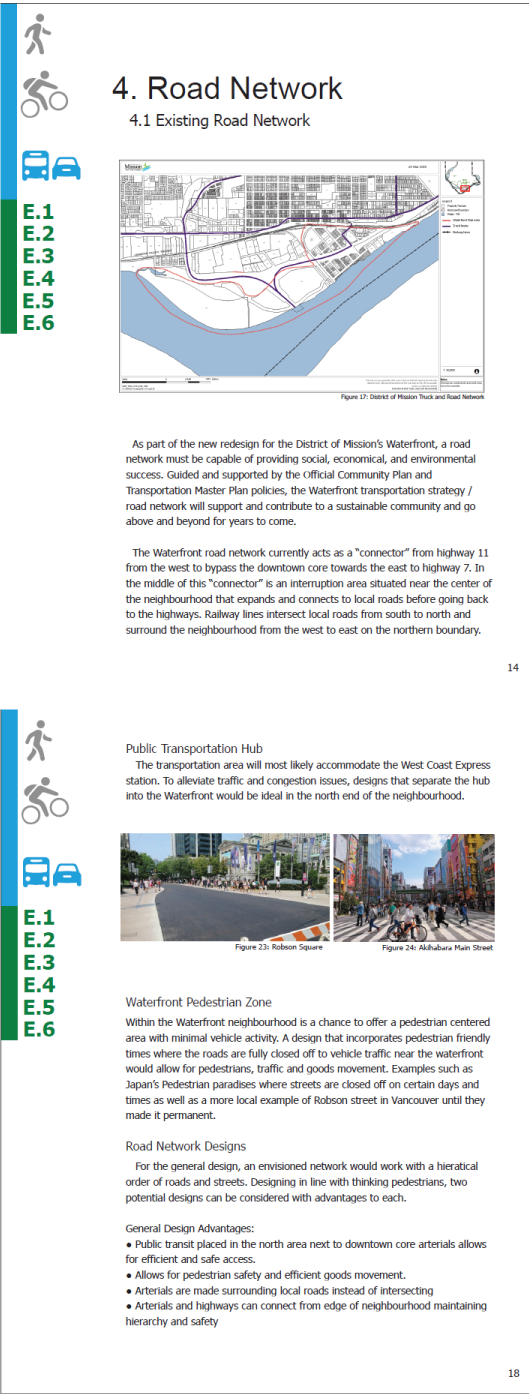 4. Road Network
4.1 Existing Road Network
E.1
E.2
E.3
E.4
E.5
E.6
Mission
Figure 17: District of Mission Truck and Road Network
As part of the new redesign for the District of Mission's Waterfront, a road
network must be capable of providing social, economical, and environmental
success. Guided and supported by the Official Community Plan and
Transportation Master Plan policies, the Waterfront transportation strategy /
road network will support and contribute to a sustainable community and go
above and beyond for years to come.
The Waterfront road network currently acts as a "connector" from highway 11
from the west to bypass the downtown core towards the east to highway 7. In
the middle of this "connector" is an interruption area situated near the center of
the neighbourhood that expands and connects to local roads before going back
to the highways. Railway lines intersect local roads from south to north and
surround the neighbourhood from the west to east on the northern boundary.
14
Public Transportation Hub
The transportation area will most likely accommodate the West Coast Express
station. To alleviate traffic and congestion issues, designs that separate the hub
into the Waterfront would be ideal in the north end of the neighbourhood.
E.1
E.2
E.3
E.4
E.5
E.6
Figure 23: Robson Square
Figure 24: Akihabara Main Street
Waterfront Pedestrian Zone
Within the Waterfront neighbourhood is a chance to offer a pedestrian centered
area with minimal vehicle activity. A design that incorporates pedestrian friendly
times where the roads are fully closed off to vehicle traffic near the waterfront
would allow for pedestrians, traffic and goods movement. Examples such as
Japan's Pedestrian paradises where streets are closed off on certain days and
times as well as a more local example of Robson street in Vancouver until they
made it permanent.
Road Network Designs
For the general design, an envisioned network would work with a hieratical
order of roads and streets. Designing in line with thinking pedestrians, two
potential designs can be considered with advantages to each.
General Design Advantages:
● Public transit placed in the north area next to downtown core arterials allows
for efficient and safe access.
● Allows for pedestrian safety and efficient goods movement.
● Arterials are made surrounding local roads instead of intersecting
● Arterials and highways can connect from edge of neighbourhood maintaining
hierarchy and safety
18